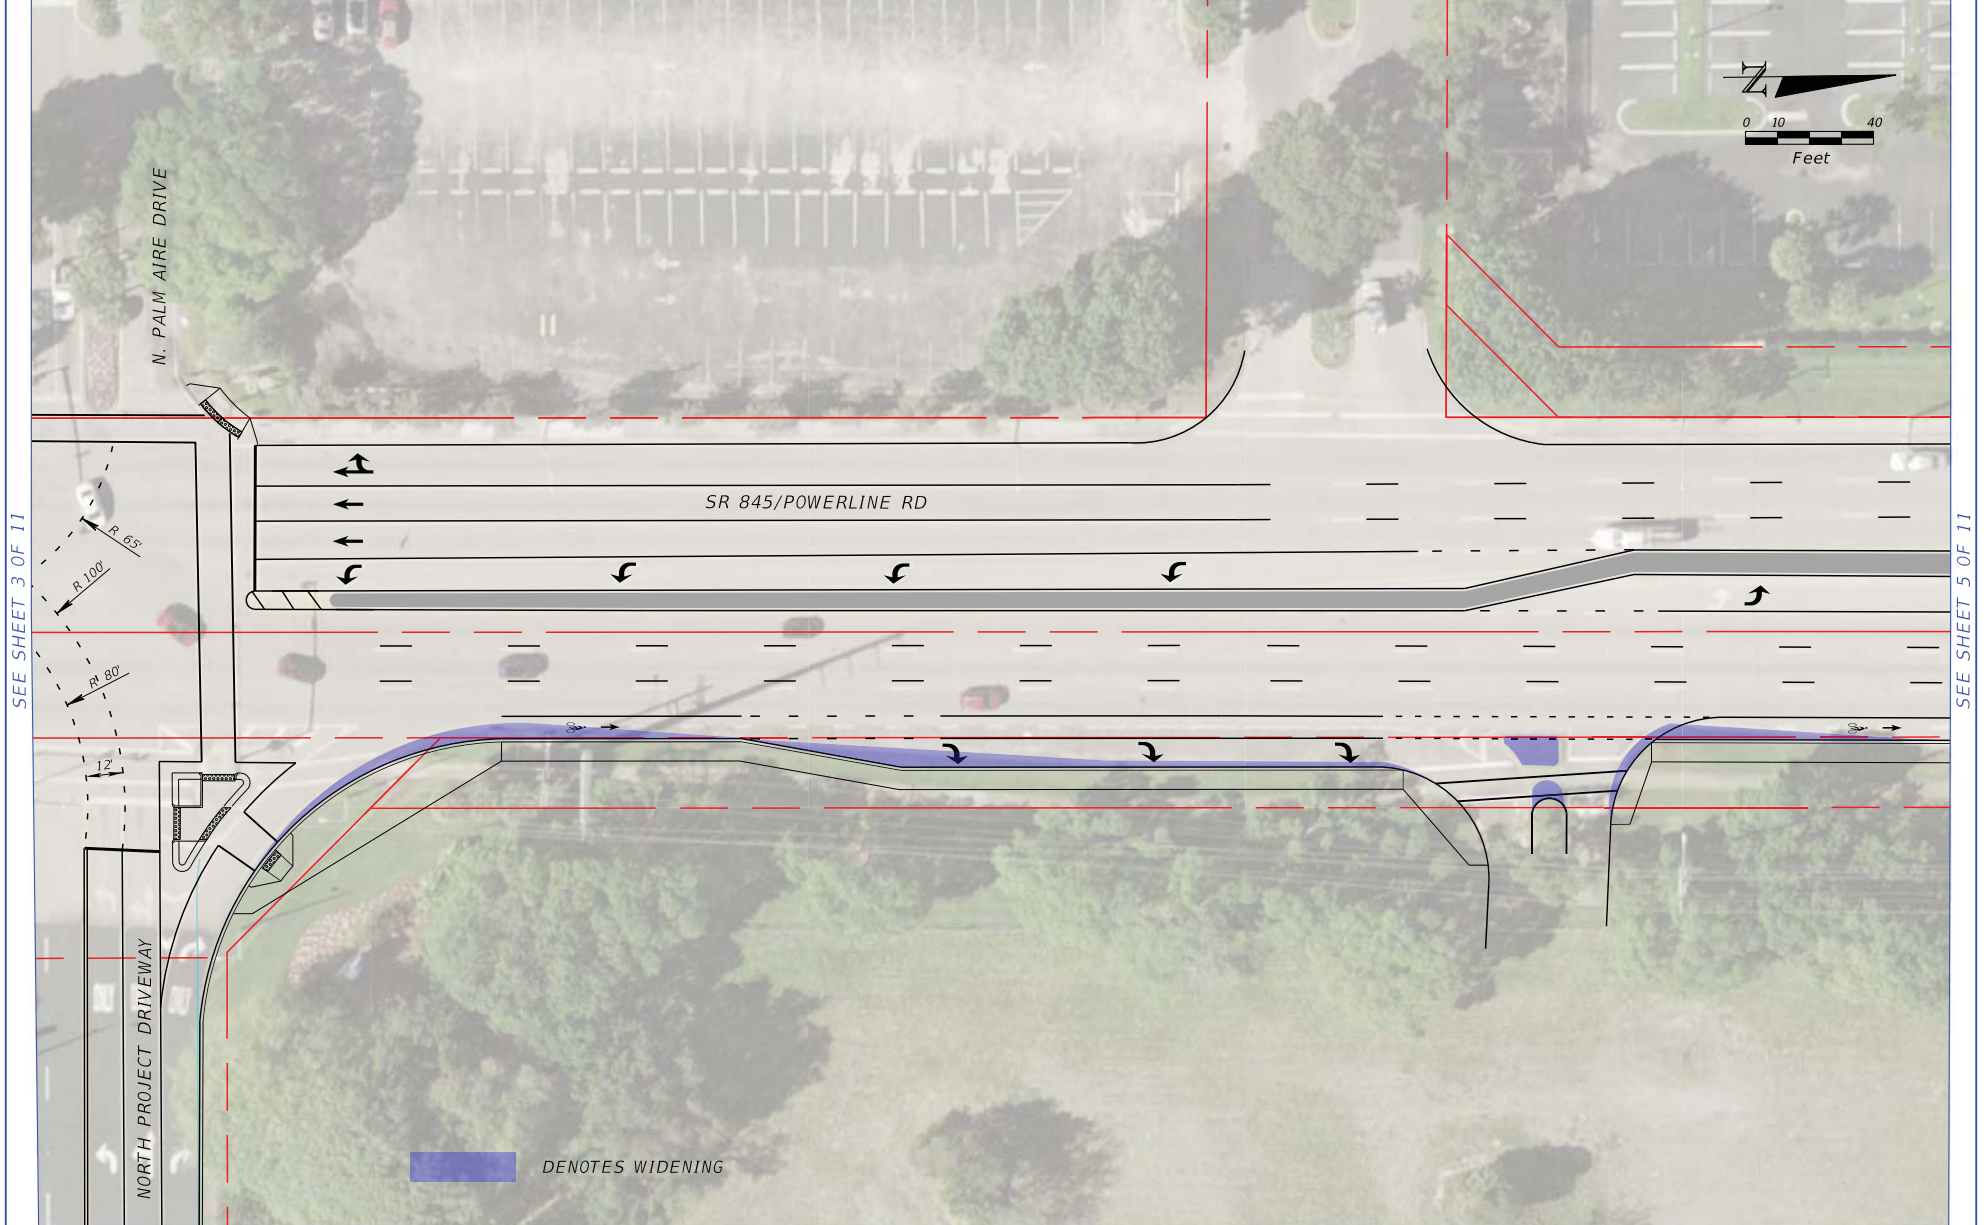 N
0 10 40
Feet
N. PALM AIRE DRIVE
SR 845/POWERLINE RD
R 65'
R 100'
R 80'
12'
SEE SHEET 3 OF 11
SEE SHEET 5 OF 11
NORTH PROJECT DRIVEWAY
DENOTES WIDENING